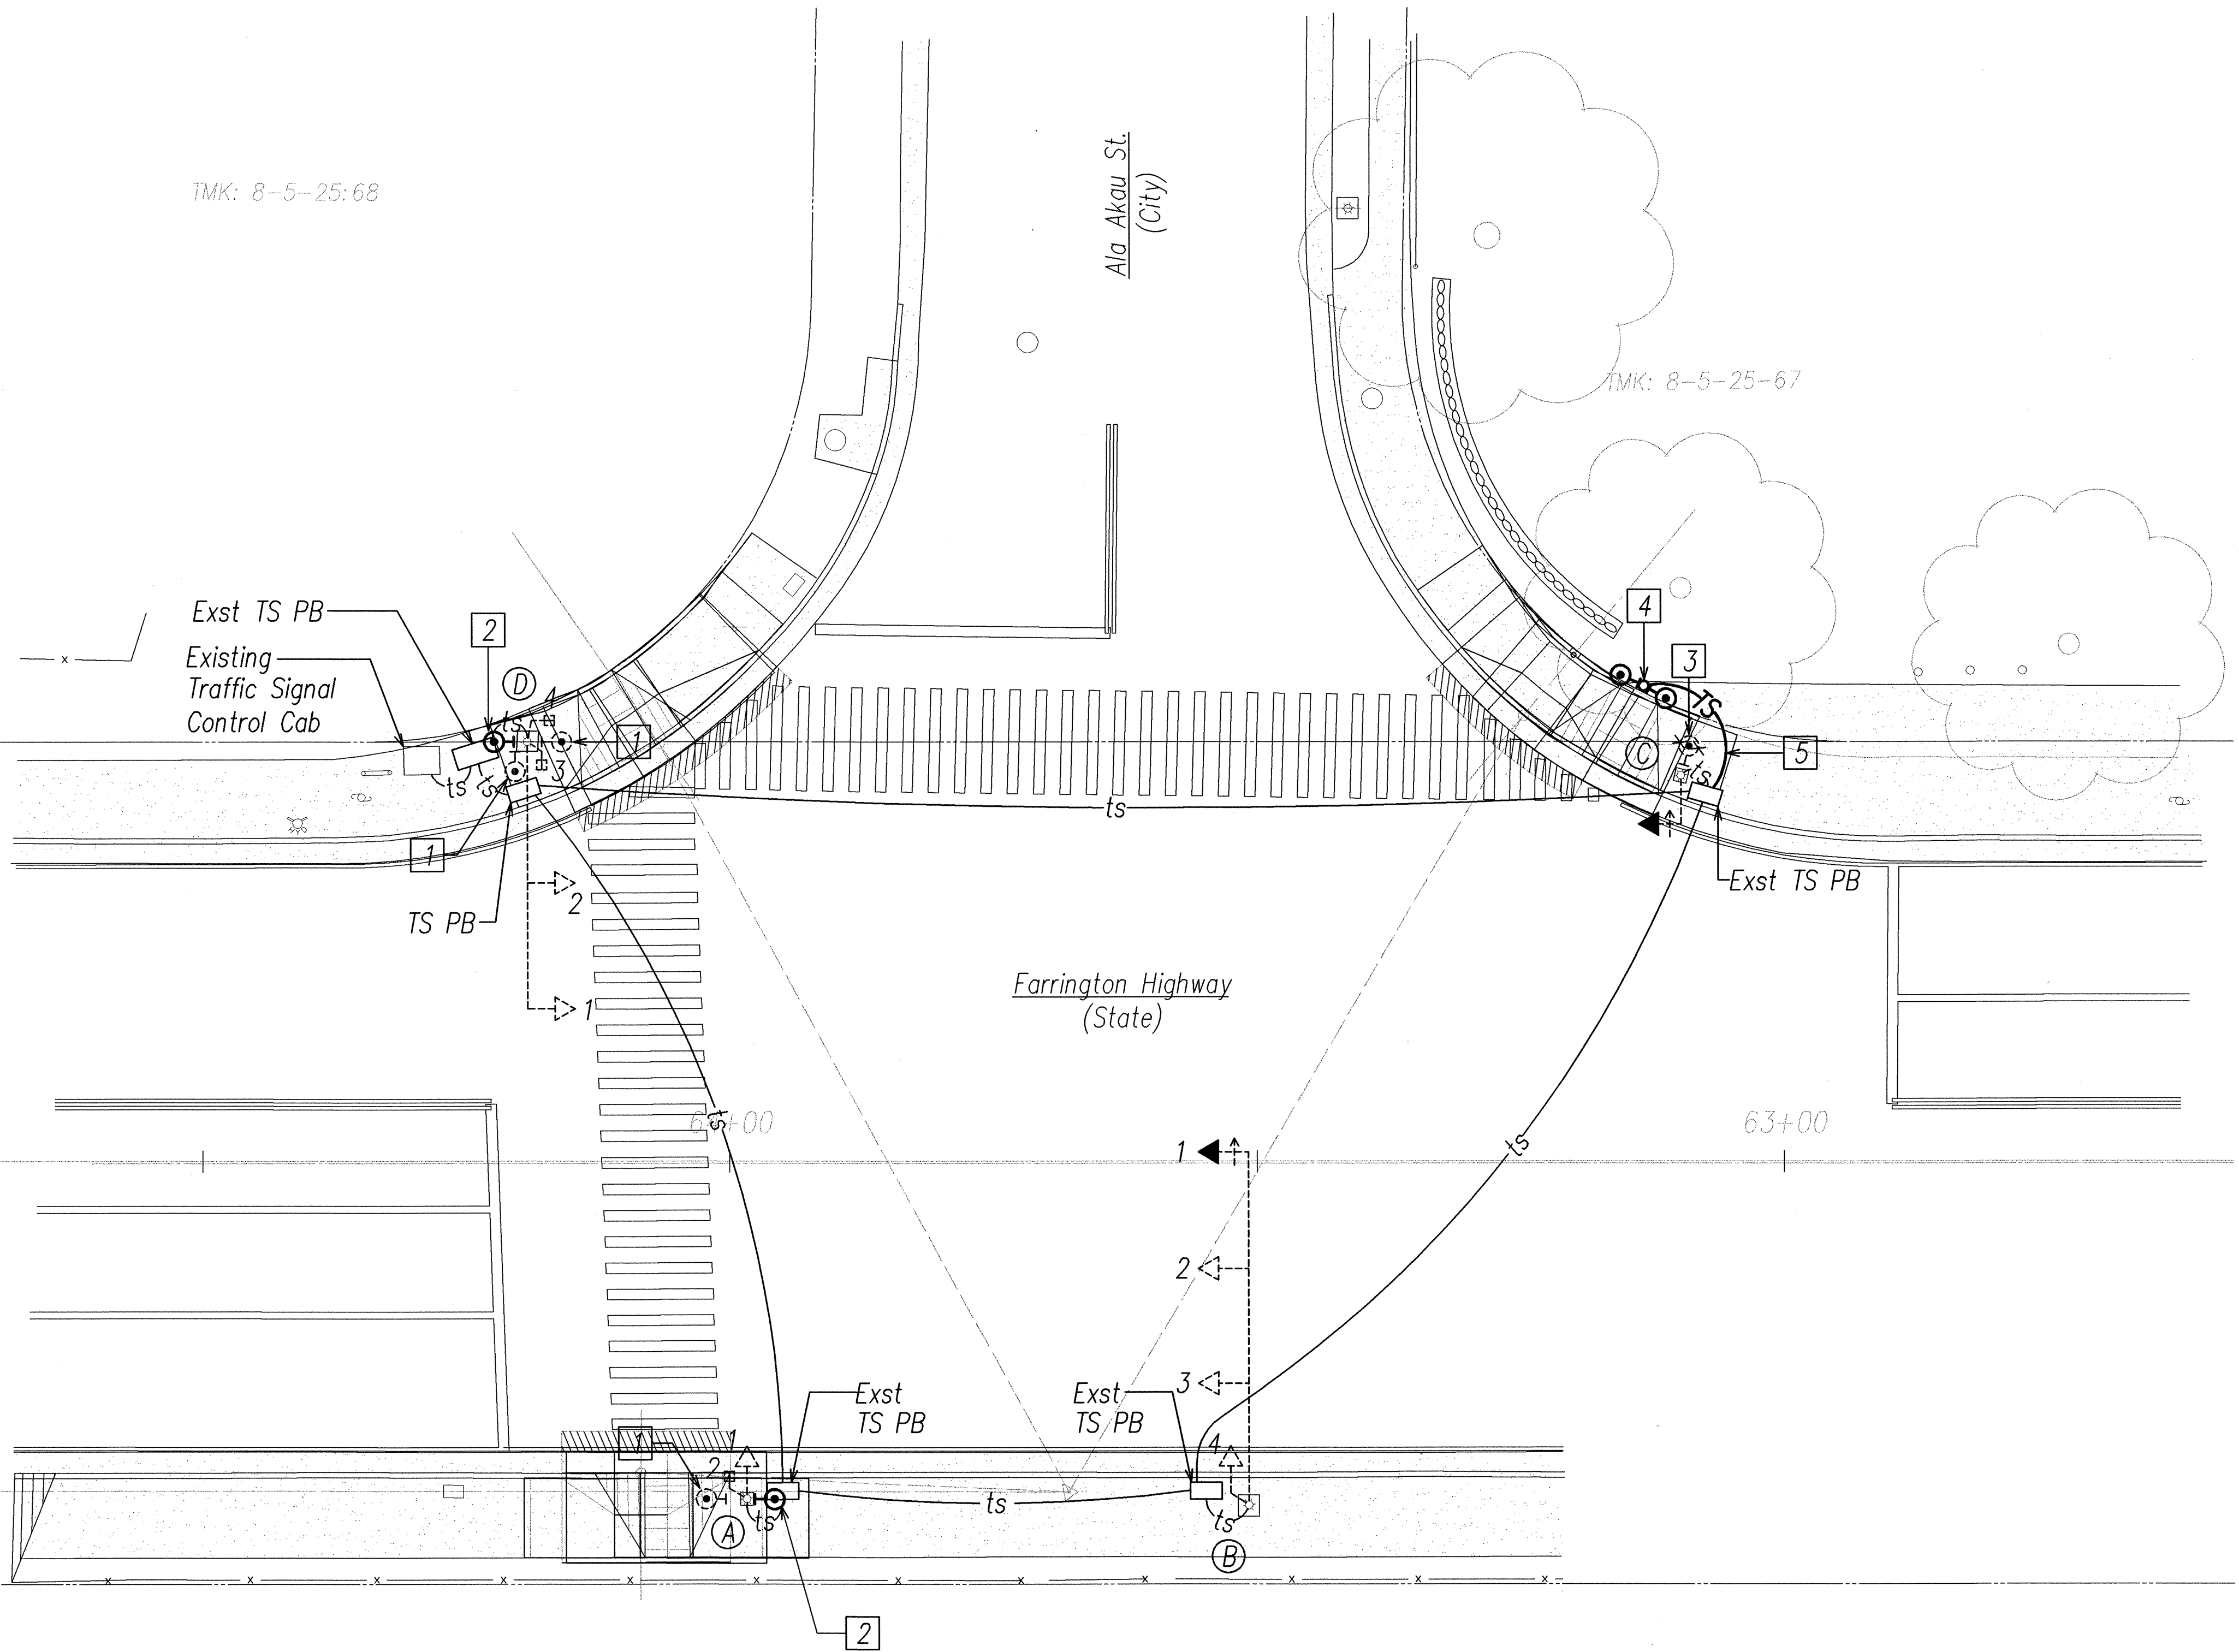 TMK: 8-5-25:68
Ala Akau St.
(City)
TMK: 8-5-25-67
Exst TS PB
Existing
Traffic Signal
Control Cab
2
D
4
ts
1
3
ts
ts
1
TS PB
2
1
ts
4
3
TS
C
5
ts
Exst TS PB
Farrington Highway
(State)
ts
63+00
ts
1
2
3
4
Exst
TS PB
Exst
TS PB
1
1
2
ts
A
ts
ts
B
2